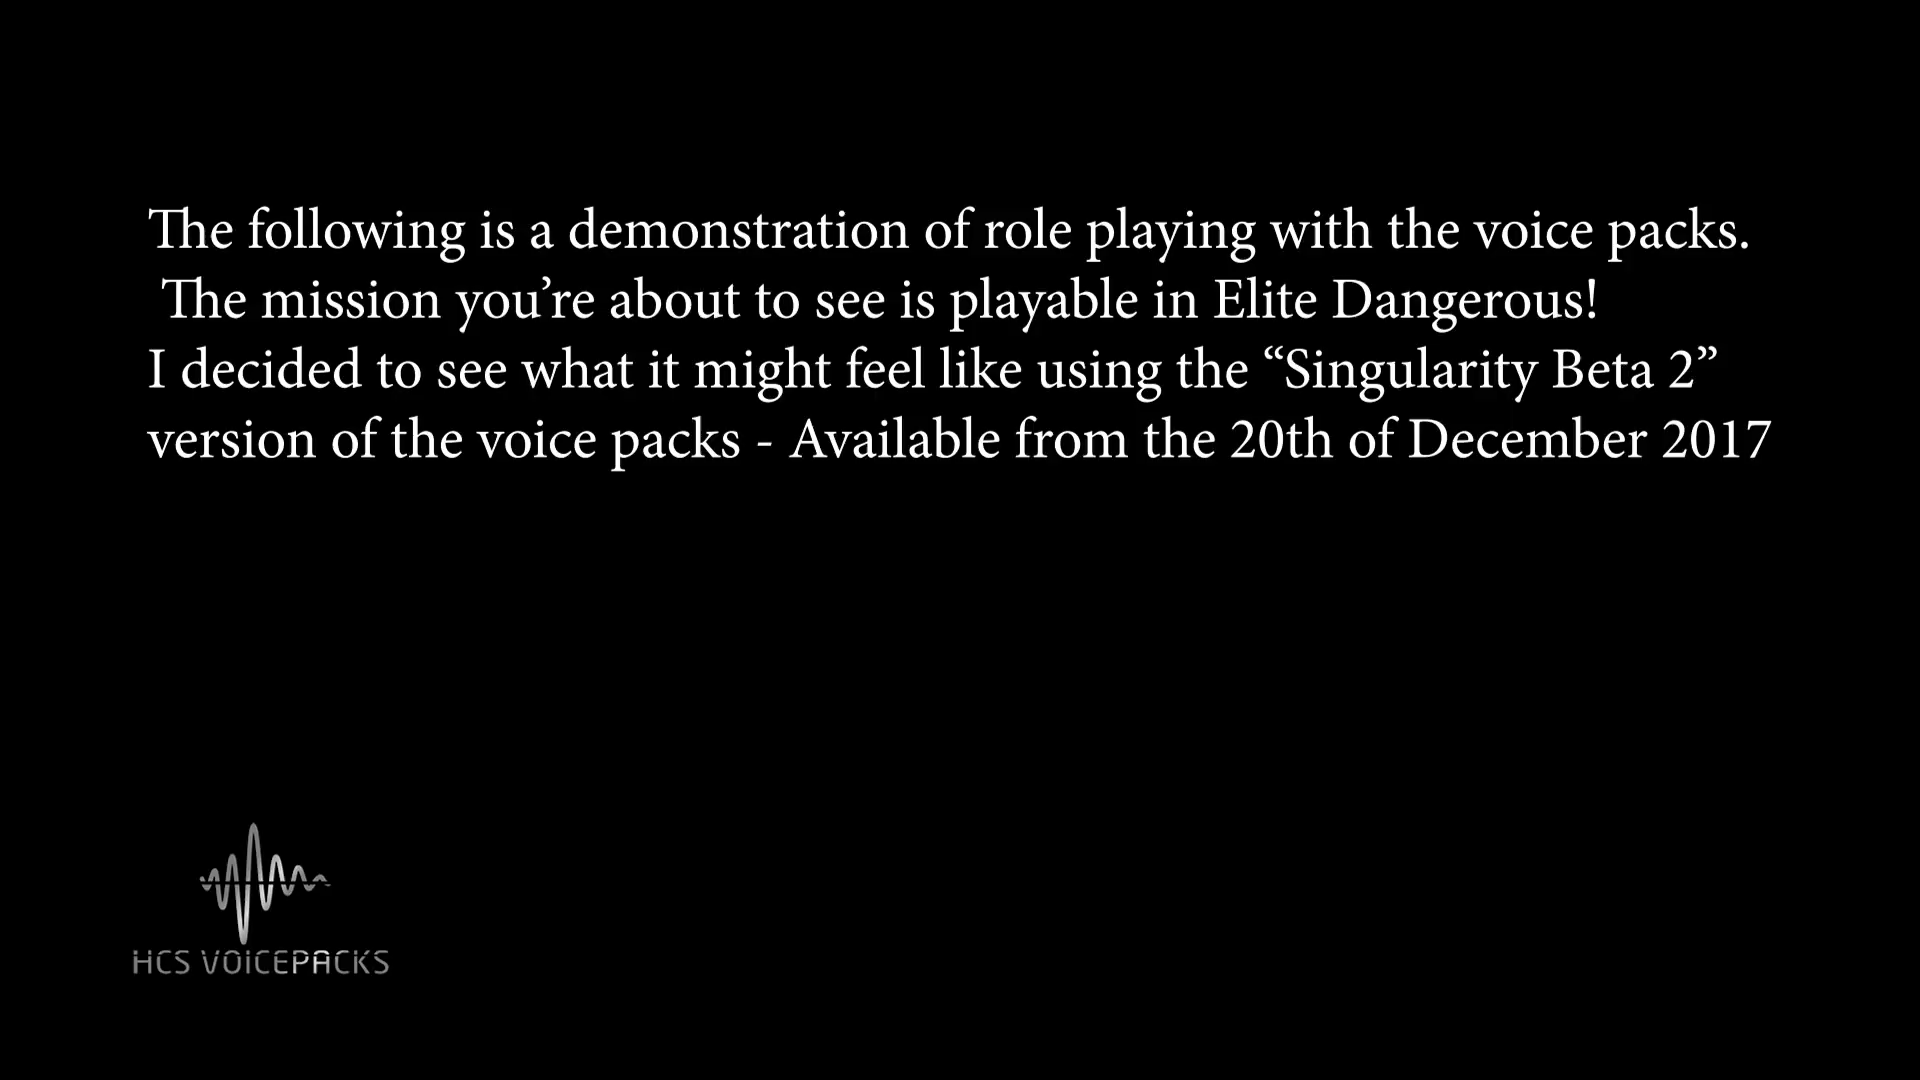 The following is a demonstration of role playing with the voice packs.
The mission you’re about to see is playable in Elite Dangerous!
I decided to see what it might feel like using the “Singularity Beta 2”
version of the voice packs - Available from the 20th of December 2017
HCS VOICEPACKS